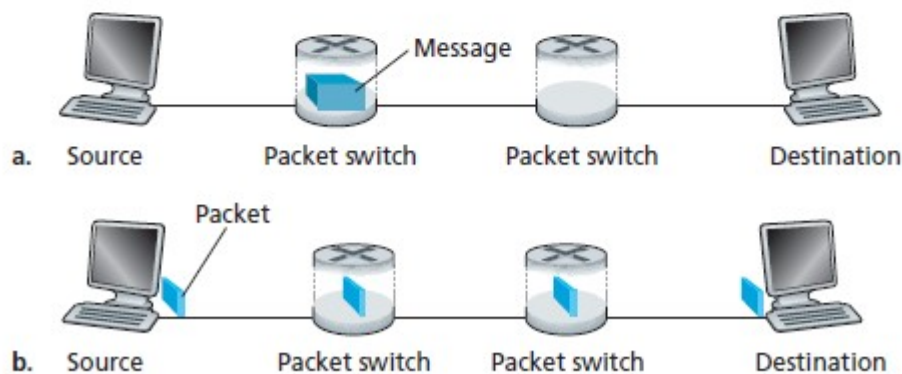 Message
a. Source Packet switch Packet switch Destination
Packet
b. Source Packet switch Packet switch Destination